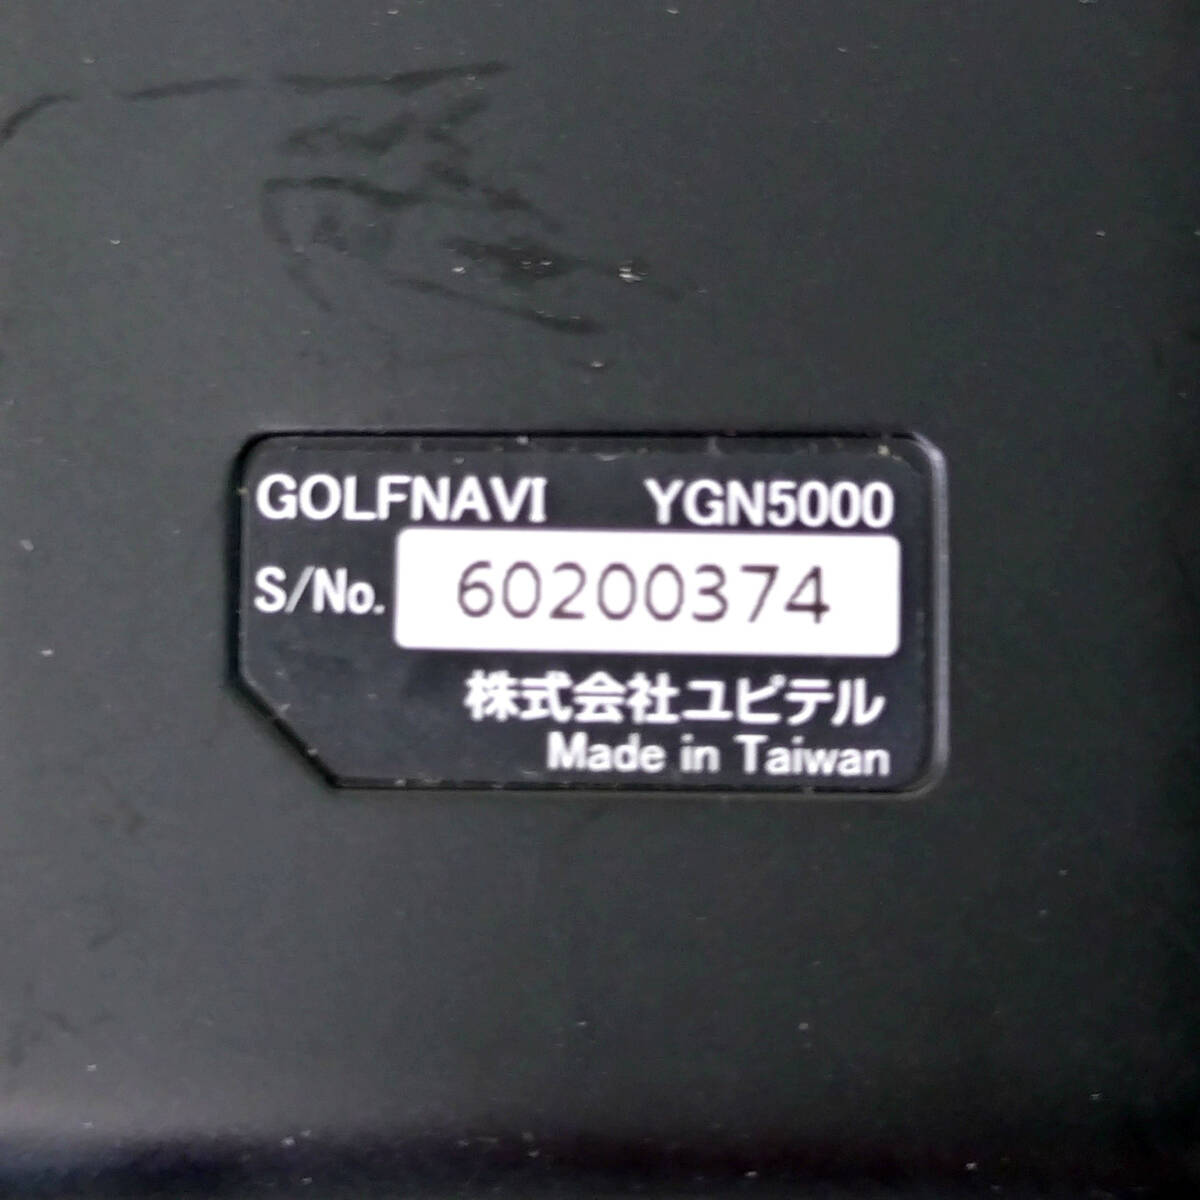 GOLFNAVI YGN5000
S/No. 60200374
株式会社ユピテル
Made in Taiwan